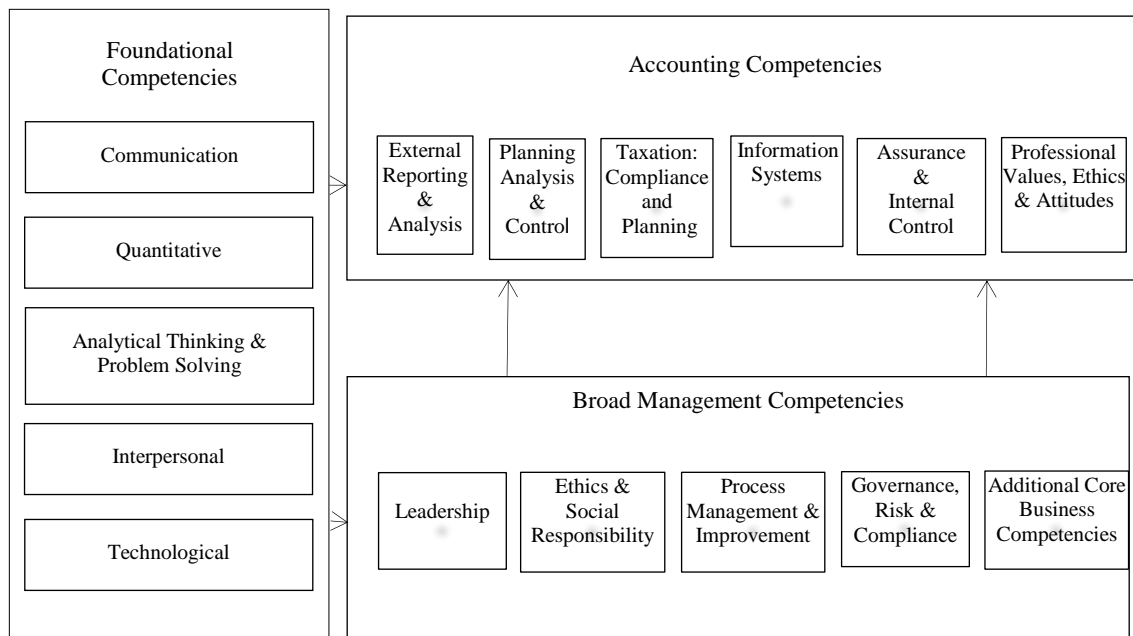 Foundational
Competencies
Communication
Quantitative
Analytical Thinking &
Problem Solving
Interpersonal
Technological
Accounting Competencies
External
Reporting
&
Analysis
Planning
Analysis
&
Control
Taxation:
Compliance
and
Planning
Information
Systems
Assurance
&
Internal
Control
Professional
Values, Ethics
& Attitudes
Broad Management Competencies
Leadership
Ethics &
Social
Responsibility
Process
Management &
Improvement
Governance,
Risk &
Compliance
Additional Core
Business
Competencies